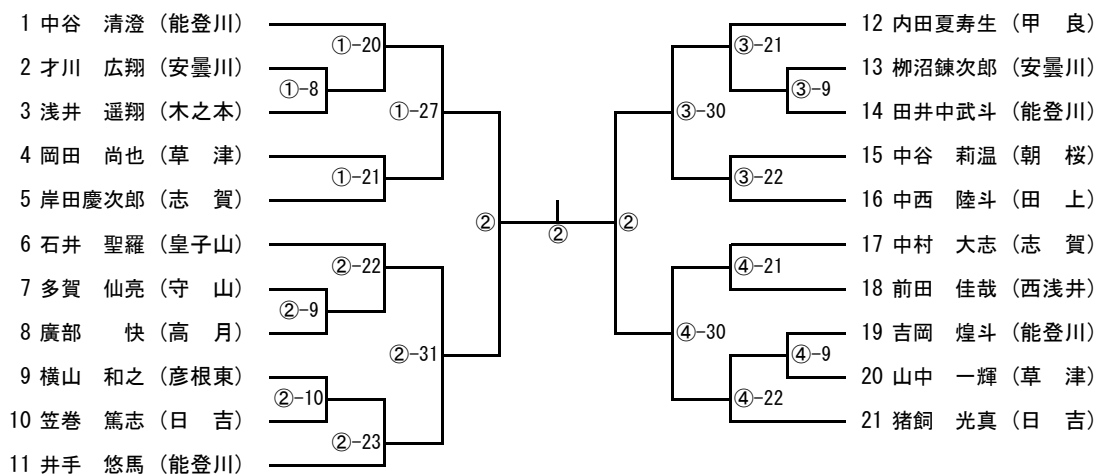 1 中谷　清澄（能登川）
2 才川　広翔（安曇川）
3 浅井　遥翔（木之本）
4 岡田　尚也（草　津）
5 岸田慶次郎（志　賀）
6 石井　聖羅（皇子山）
7 多賀　仙亮（守　山）
8 廣部　　快（高　月）
9 横山　和之（彦根東）
10 笠巻　篤志（日　吉）
11 井手　悠馬（能登川）
①-20
①-8
①-27
①-21
②-22
②-9
②-31
②-10
②-23
②
②
②
③-21
③-9
③-30
③-22
④-21
④-30
④-9
④-22
12 内田夏寿生（甲　良）
13 栁沼錬次郎（安曇川）
14 田井中武斗（能登川）
15 中谷　莉温（朝　桜）
16 中西　陸斗（田　上）
17 中村　大志（志　賀）
18 前田　佳哉（西浅井）
19 吉岡　煌斗（能登川）
20 山中　一輝（草　津）
21 猪飼　光真（日　吉）